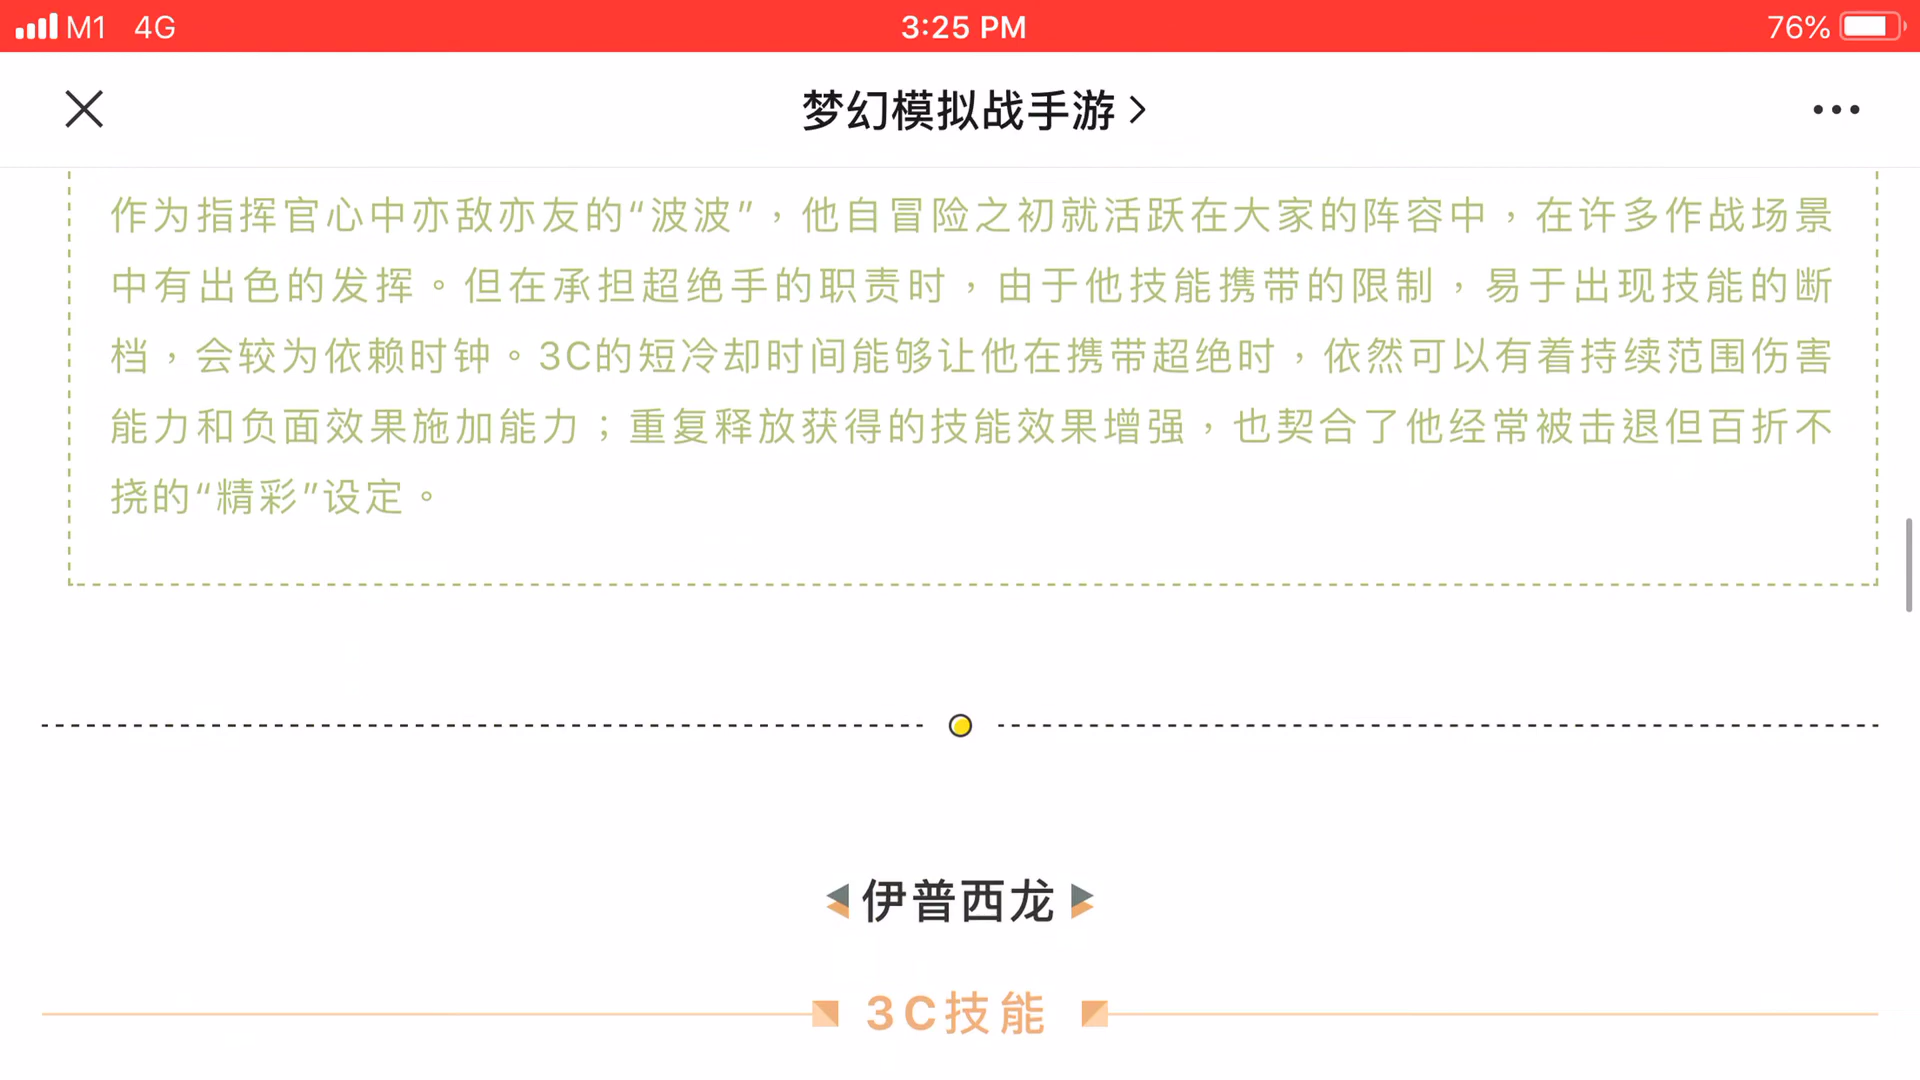 M1 4G 3:25 PM 76%
梦幻模拟战手游
作为指挥官心中亦敌亦友的“波波”，他自冒险之初就活跃在大家的阵容中，在许多作战场景
中有出色的发挥。但在承担超绝手的职责时，由于他技能携带的限制，易于出现技能的断
档，会较为依赖时钟。3C的短冷却时间能够让他在携带超绝时，依然可以有着持续范围伤害
能力和负面效果施加能力；重复释放获得的技能效果增强，也契合了他经常被击退但百折不
挠的“精彩”设定。
伊普西龙
3C技能